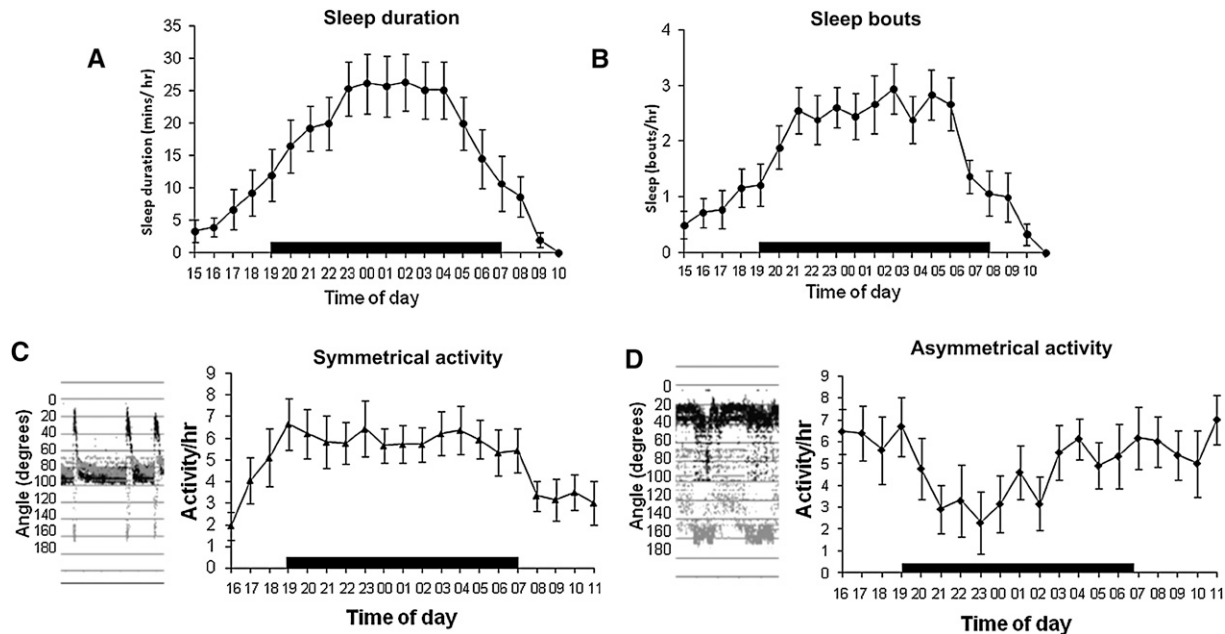 A
Sleep duration
Sleep duration (mins/ hr)
35
30
25
20
15
10
5
0
15 16 17 18 19 20 21 22 23 00 01 02 03 04 05 06 07 08 09 10
Time of day
B
Sleep bouts
Sleep (bouts/hr)
4
3
2
1
0
15 16 17 18 19 20 21 22 23 00 01 02 03 04 05 06 07 08 09 10
Time of day
C
Angle (degrees)
0
20
40
60
80
100
120
140
160
180
Symmetrical activity
Activity/hr
9
8
7
6
5
4
3
2
1
0
16 17 18 19 20 21 22 23 00 01 02 03 04 05 06 07 08 09 10 11
Time of day
D
Angle (degrees)
0
20
40
60
80
100
120
140
160
180
Asymmetrical activity
Activity/hr
9
8
7
6
5
4
3
2
1
0
16 17 18 19 20 21 22 23 00 01 02 03 04 05 06 07 08 09 10 11
Time of day